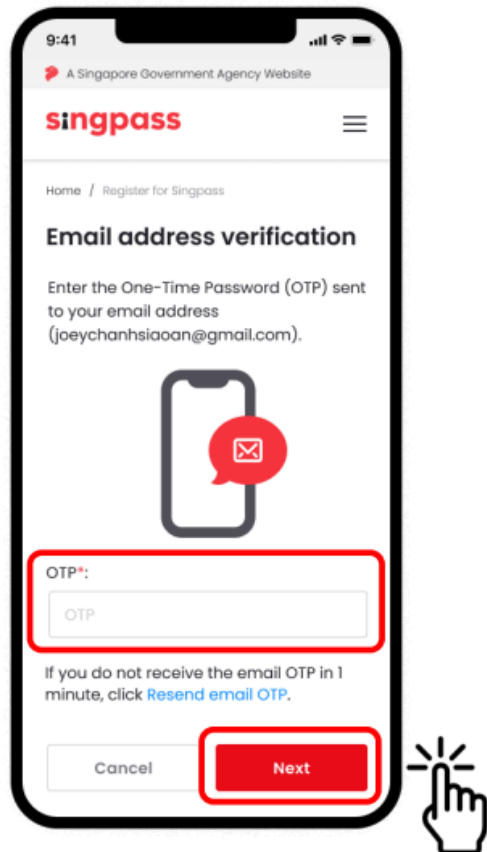 9:41
A Singapore Government Agency Website
singpass
Home / Register for Singpass
Email address verification
Enter the One-Time Password (OTP) sent
to your email address
(joeychanhsiaoan@gmail.com).
OTP*:
OTP
If you do not receive the email OTP in 1
minute, click Resend email OTP.
Cancel Next